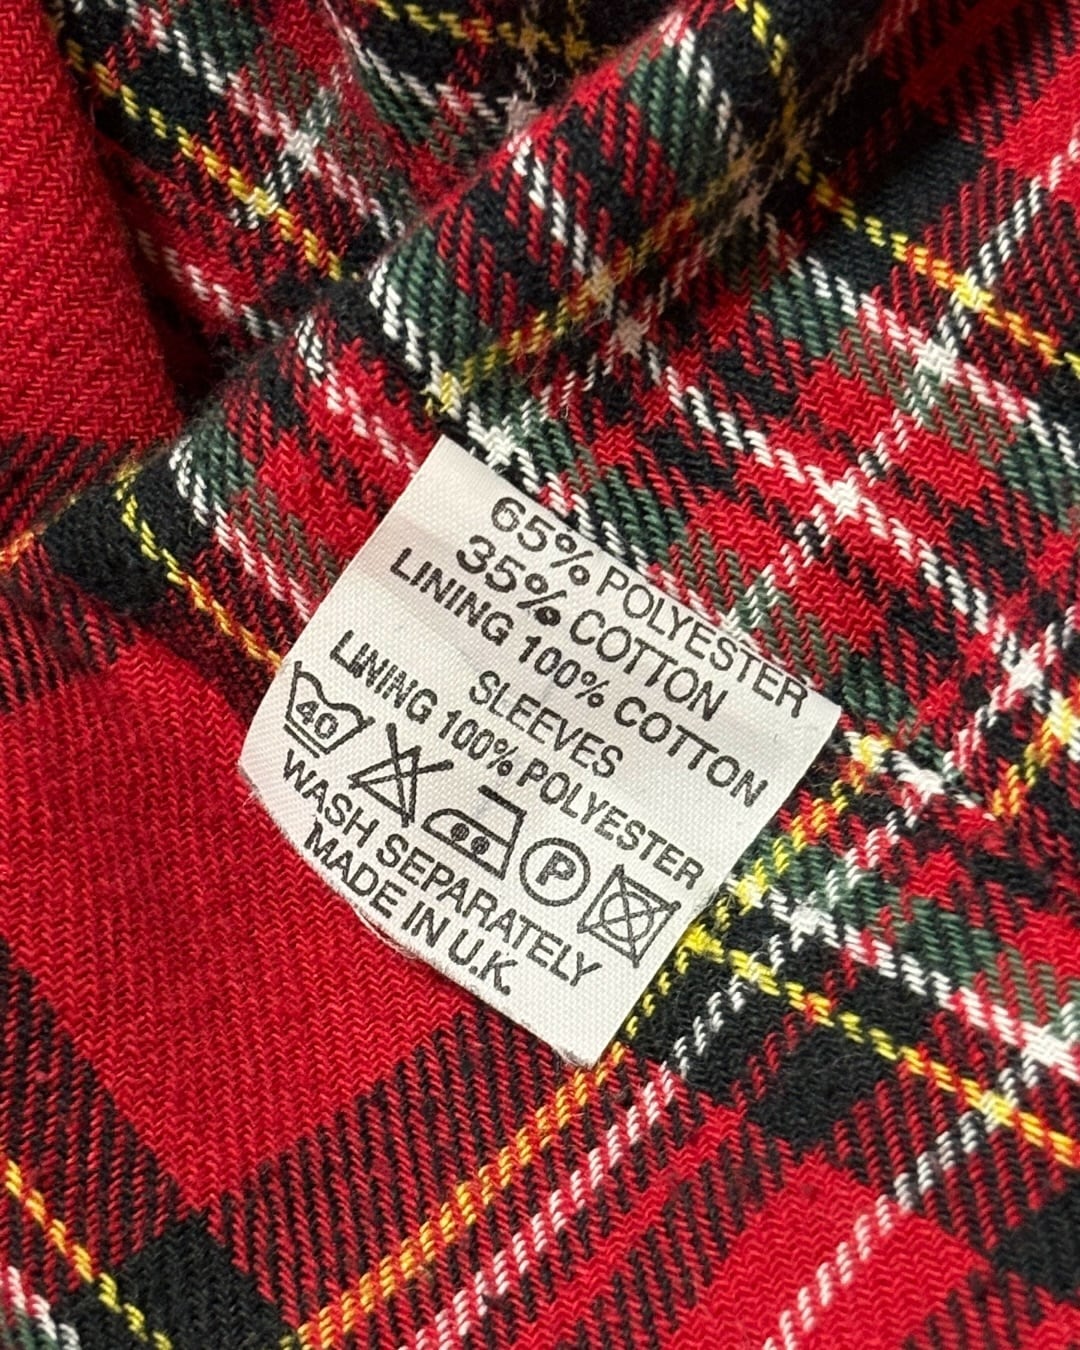 65% POLYESTER
35% COTTON
LINING 100% COTTON
SLEEVES
LINING 100% POLYESTER
40 P
WASH SEPARATELY
MADE IN U.K.